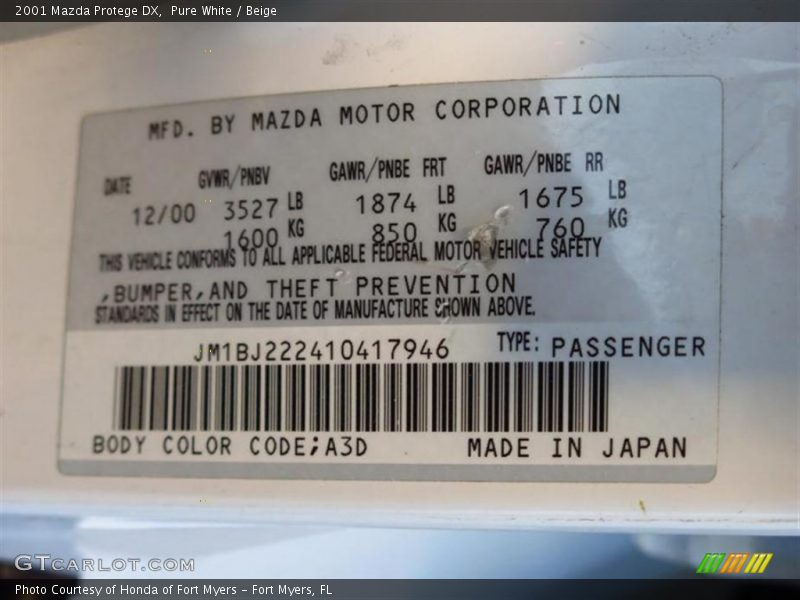 2001 Mazda Protege DX,  Pure White / Beige
MFD. BY MAZDA MOTOR CORPORATION
DATE GVWR/PNBV GAWR/PNBE FRT GAWR/PNBE RR
12/00 3527 LB 1874 LB 1675 LB
1600 KG 850 KG 760 KG
THIS VEHICLE CONFORMS TO ALL APPLICABLE FEDERAL MOTOR VEHICLE SAFETY
,BUMPER,AND THEFT PREVENTION
STANDARDS IN EFFECT ON THE DATE OF MANUFACTURE SHOWN ABOVE.
JM1BJ222410417946 TYPE: PASSENGER
BODY COLOR CODE;A3D MADE IN JAPAN
GTCARLOT.COM
Photo Courtesy of Honda of Fort Myers – Fort Myers, FL